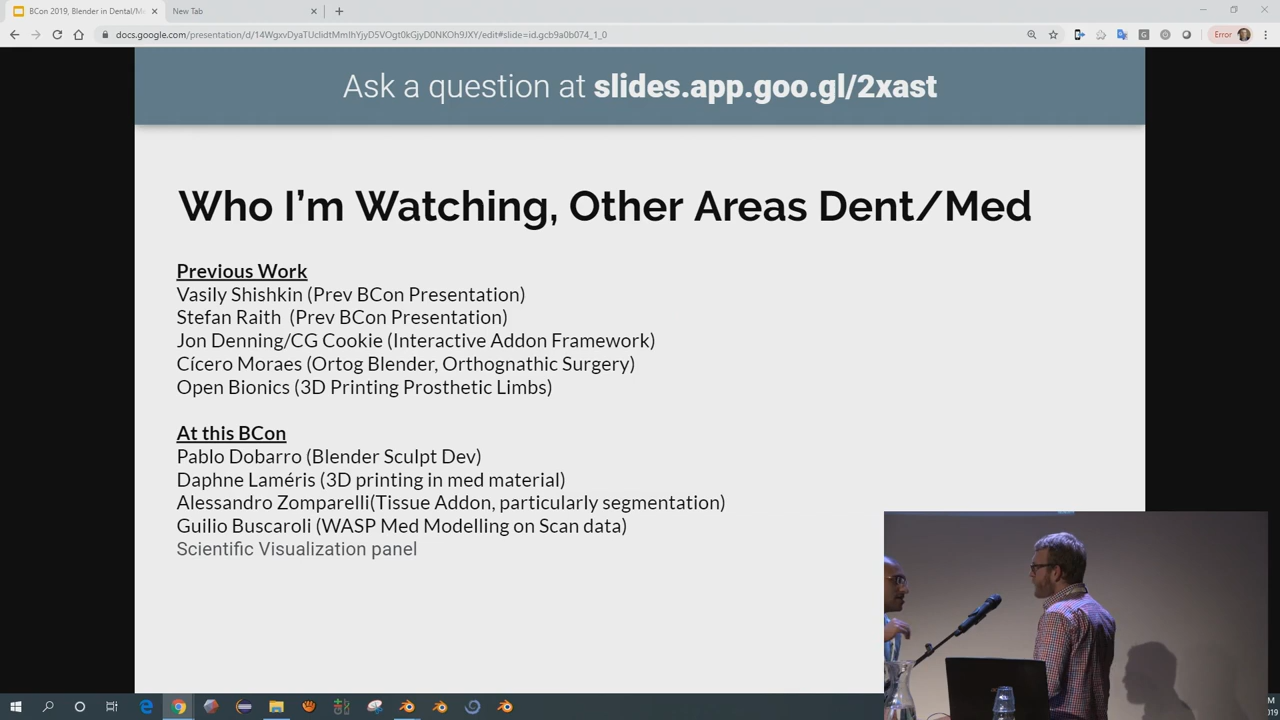 BCon 2019, Blender in Dental/Me
New Tab
docs.google.com/presentation/d/14WgxvDyaTUclidtMmIhYjyD5VOgt0kGjyD0NKOh9JXY/edit#slide=id.gcb9a0b074_1_0
Error
Ask a question at slides.app.goo.gl/2xast
Who I'm Watching, Other Areas Dent/Med
Previous Work
Vasily Shishkin (Prev BCon Presentation)
Stefan Raith (Prev BCon Presentation)
Jon Denning/CG Cookie (Interactive Addon Framework)
Cícero Moraes (Ortog Blender, Orthognathic Surgery)
Open Bionics (3D Printing Prosthetic Limbs)
At this BCon
Pablo Dobarro (Blender Sculpt Dev)
Daphne Laméris (3D printing in med material)
Alessandro Zomparelli(Tissue Addon, particularly segmentation)
Guilio Buscaroli (WASP Med Modelling on Scan data)
Scientific Visualization panel